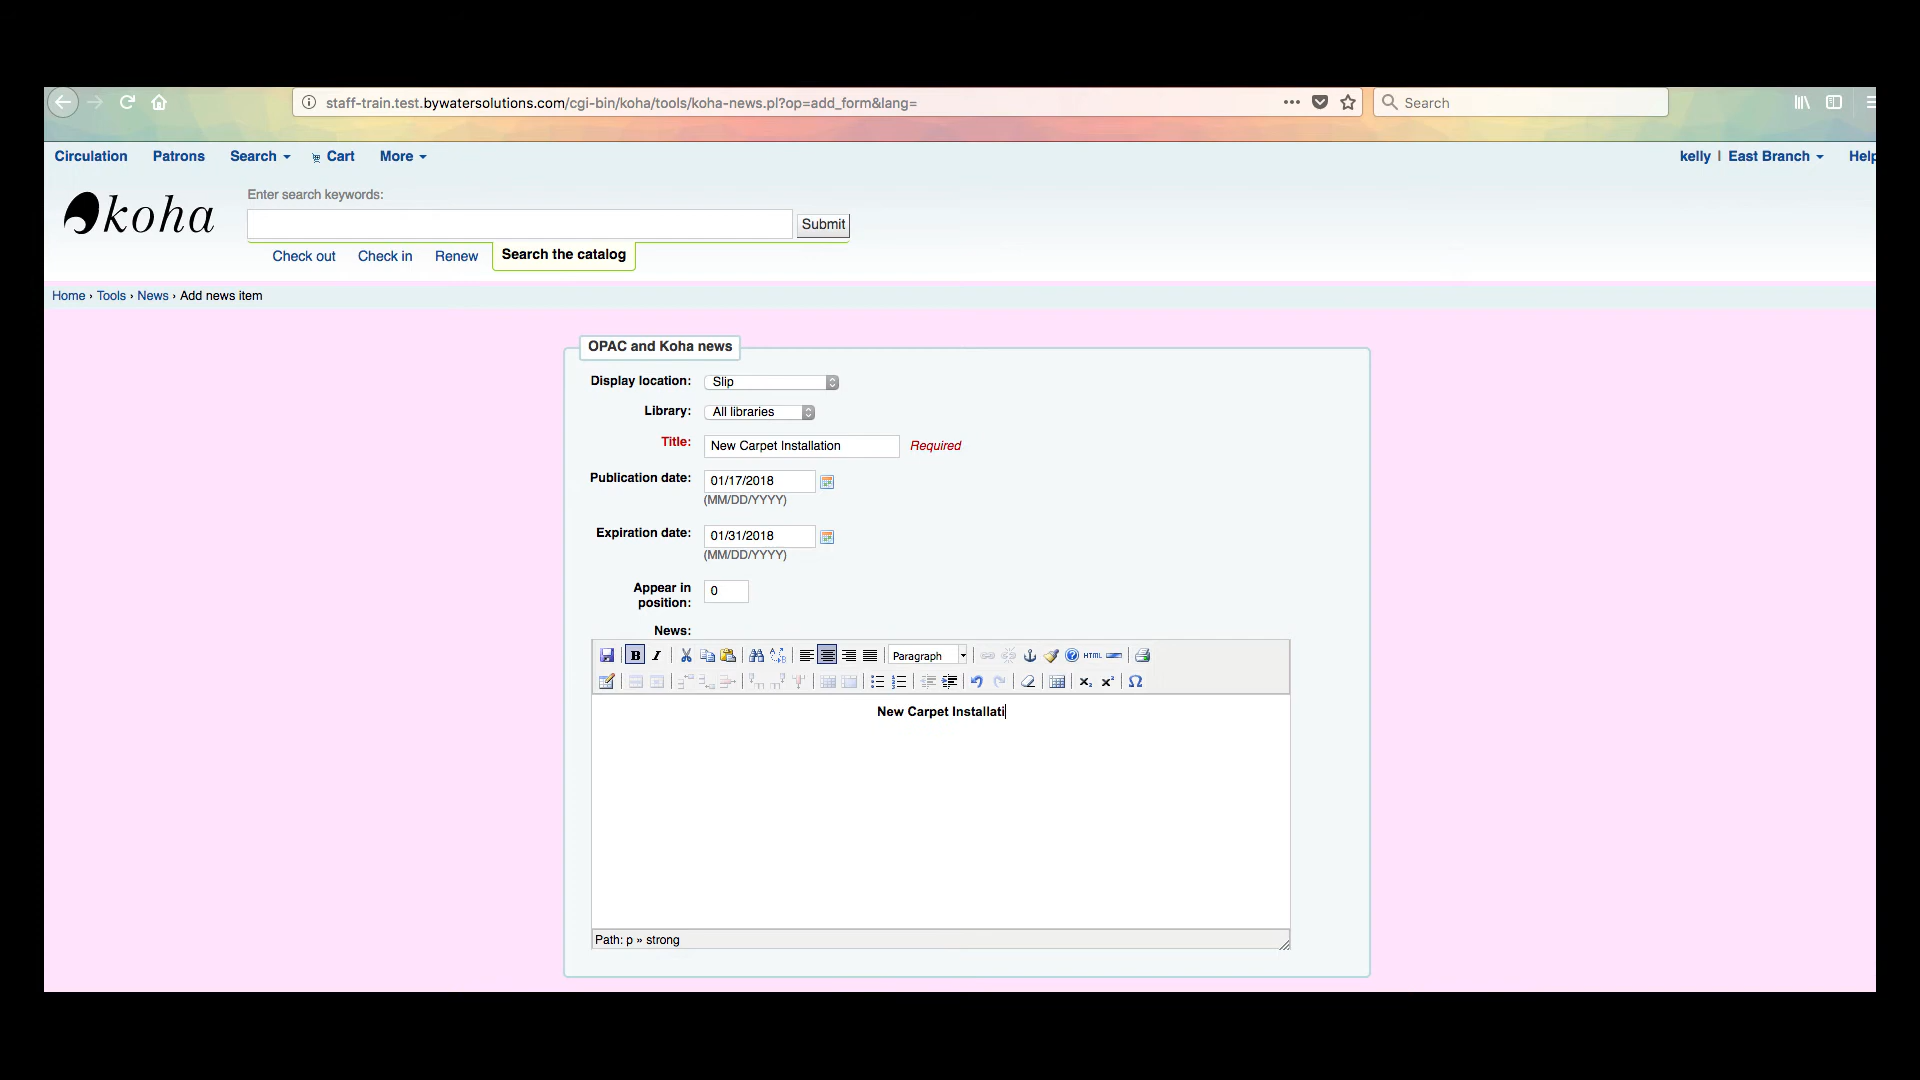 staff-train.test.bywatersolutions.com/cgi-bin/koha/tools/koha-news.pl?op=add_form&lang=
Search
Circulation Patrons Search Cart More
kelly | East Branch Help
koha
Enter search keywords:
Submit
Check out Check in Renew Search the catalog
Home › Tools › News › Add news item
OPAC and Koha news
Display location: Slip
Library: All libraries
Title: New Carpet Installation Required
Publication date: 01/17/2018
(MM/DD/YYYY)
Expiration date: 01/31/2018
(MM/DD/YYYY)
Appear in
position: 0
News:
B I Paragraph HTML
x₂ x² Ω
New Carpet Installati
Path: p » strong